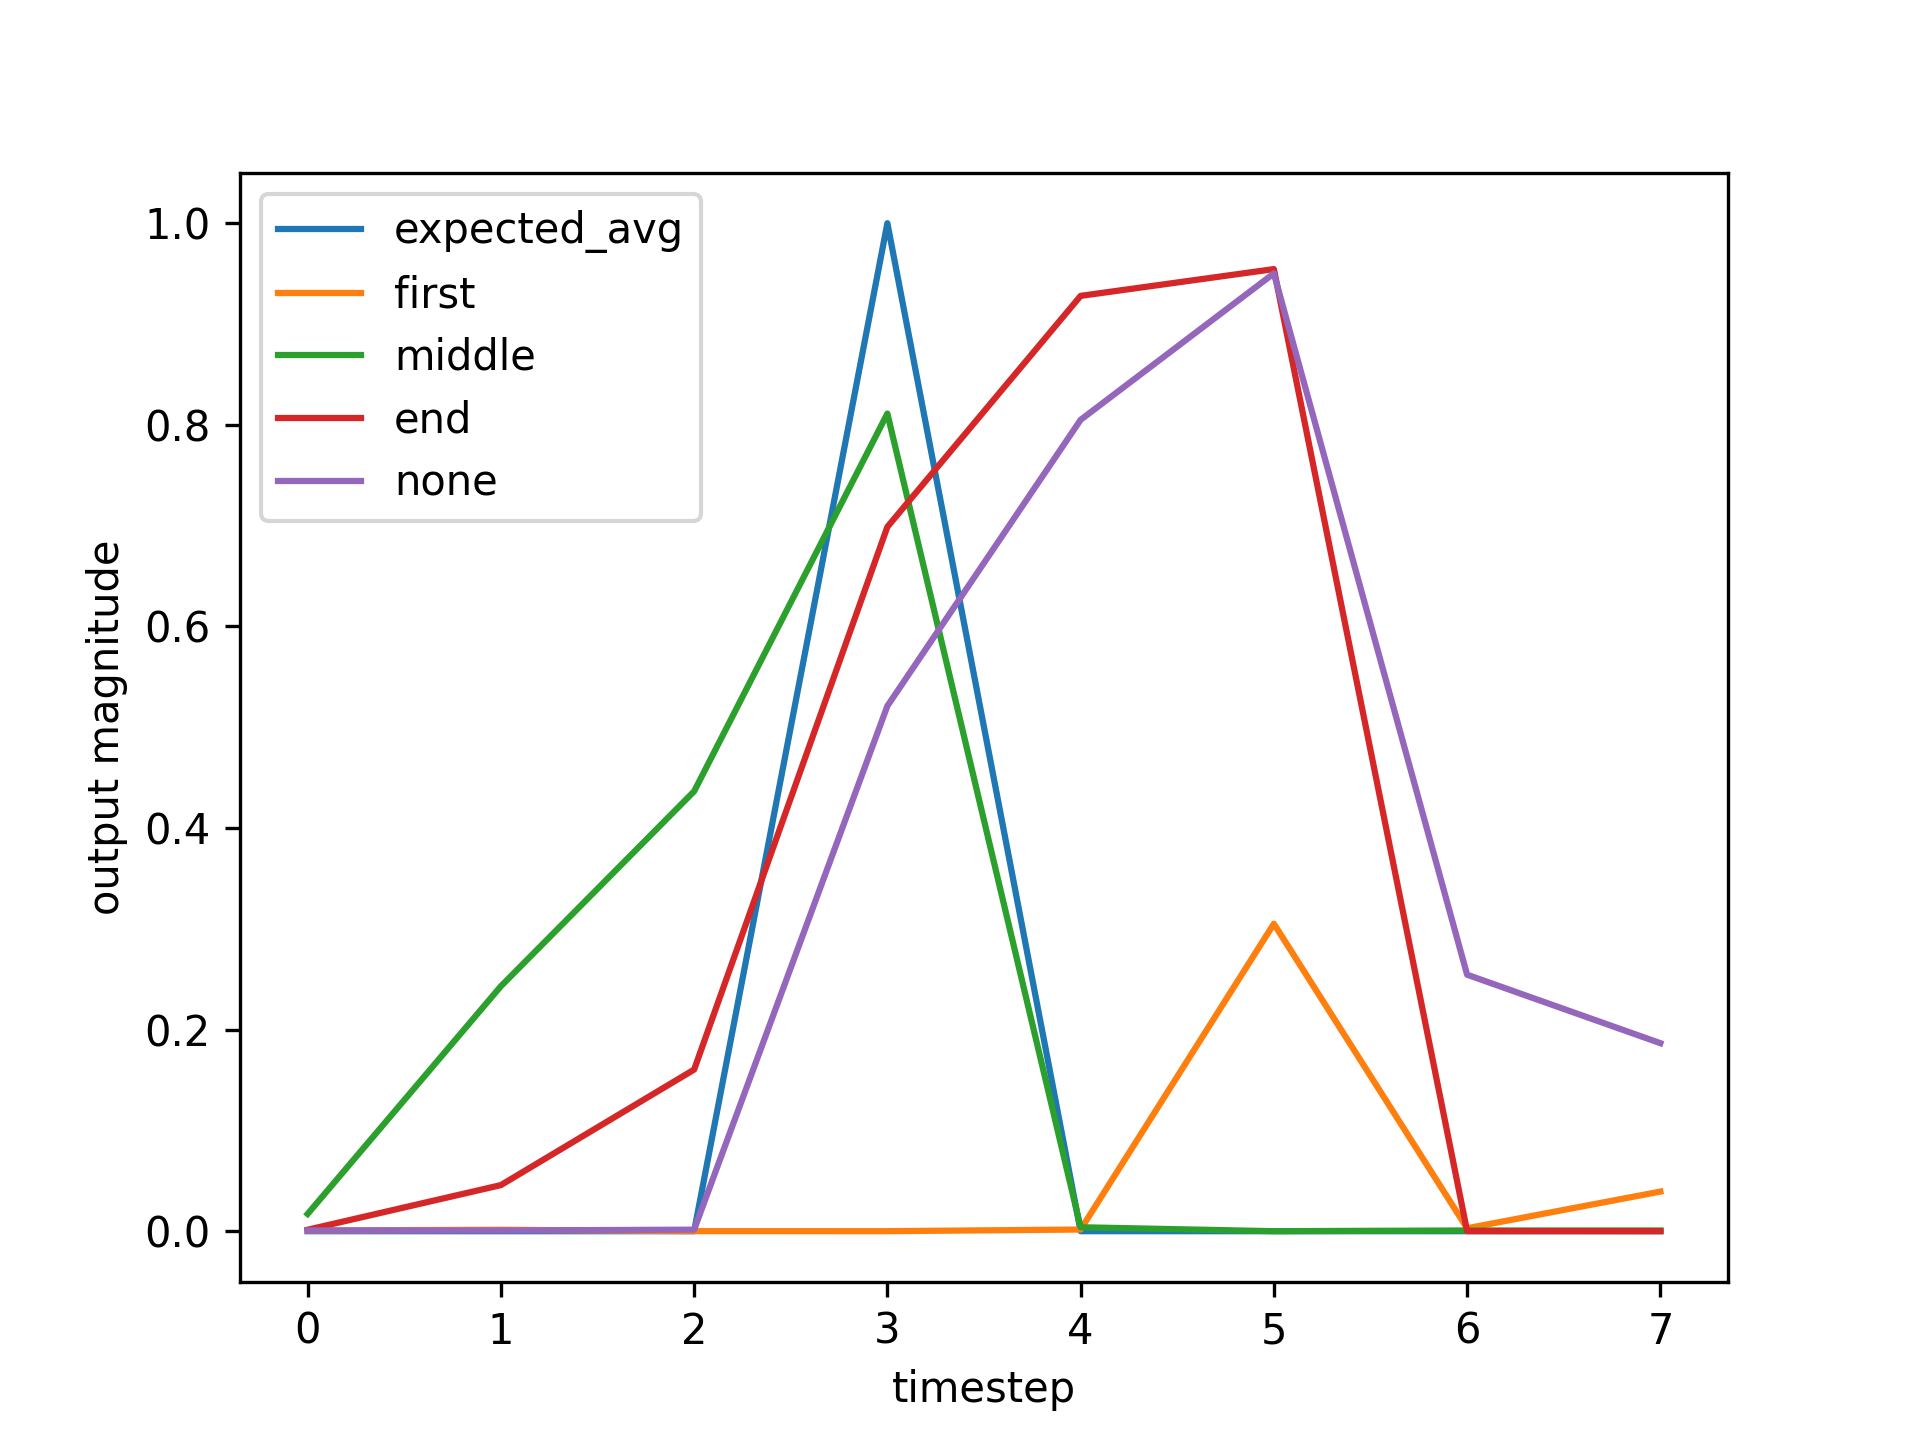 expected_avg
first
middle
end
none
1.0
0.8
0.6
0.4
0.2
0.0
output magnitude
0 1 2 3 4 5 6 7
timestep